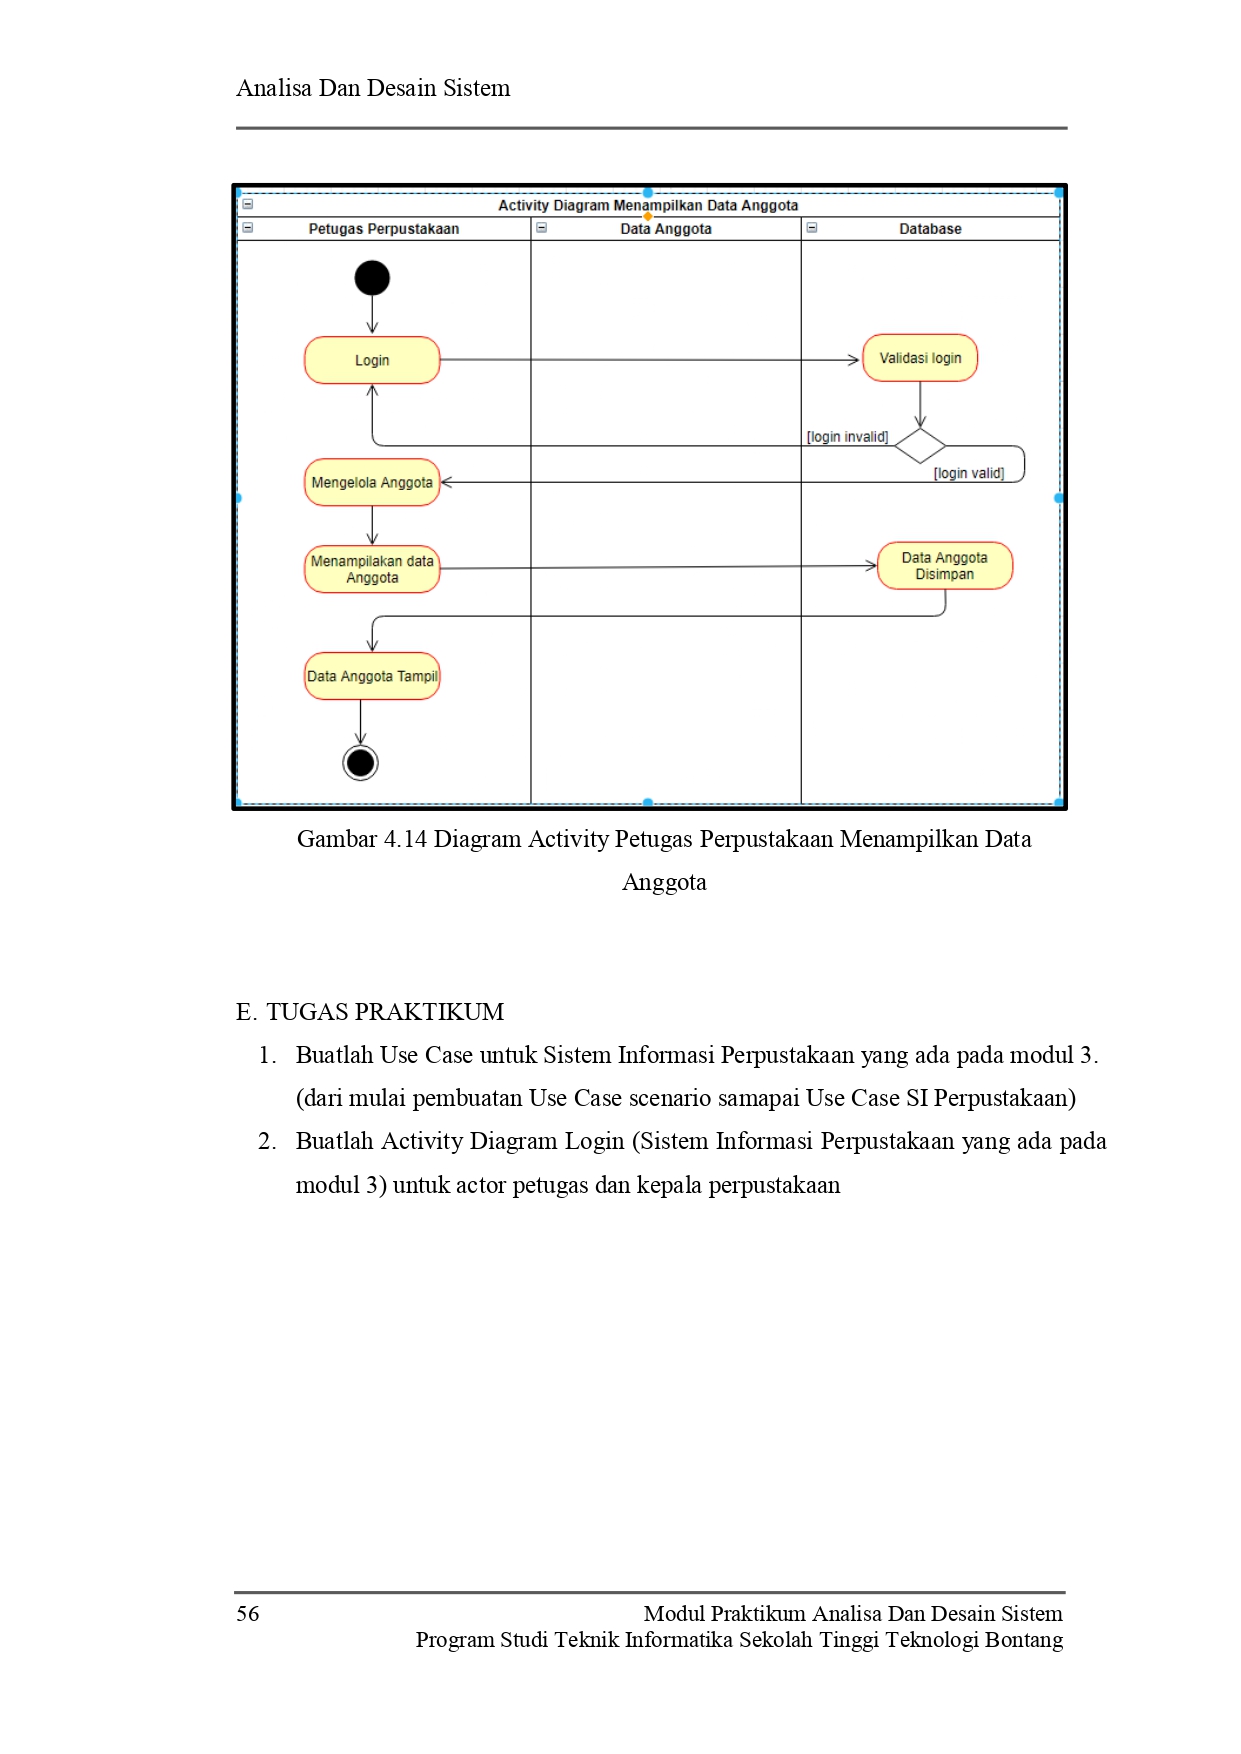 Analisa Dan Desain Sistem
Activity Diagram Menampilkan Data Anggota
Petugas Perpustakaan
Data Anggota
Database
Login
Validasi login
[login invalid]
[login valid]
Mengelola Anggota
Menampilakan data
Anggota
Data Anggota
Disimpan
Data Anggota Tampil
Gambar 4.14 Diagram Activity Petugas Perpustakaan Menampilkan Data
Anggota
E. TUGAS PRAKTIKUM
1. Buatlah Use Case untuk Sistem Informasi Perpustakaan yang ada pada modul 3.
(dari mulai pembuatan Use Case scenario samapai Use Case SI Perpustakaan)
2. Buatlah Activity Diagram Login (Sistem Informasi Perpustakaan yang ada pada
modul 3) untuk actor petugas dan kepala perpustakaan
56
Modul Praktikum Analisa Dan Desain Sistem
Program Studi Teknik Informatika Sekolah Tinggi Teknologi Bontang